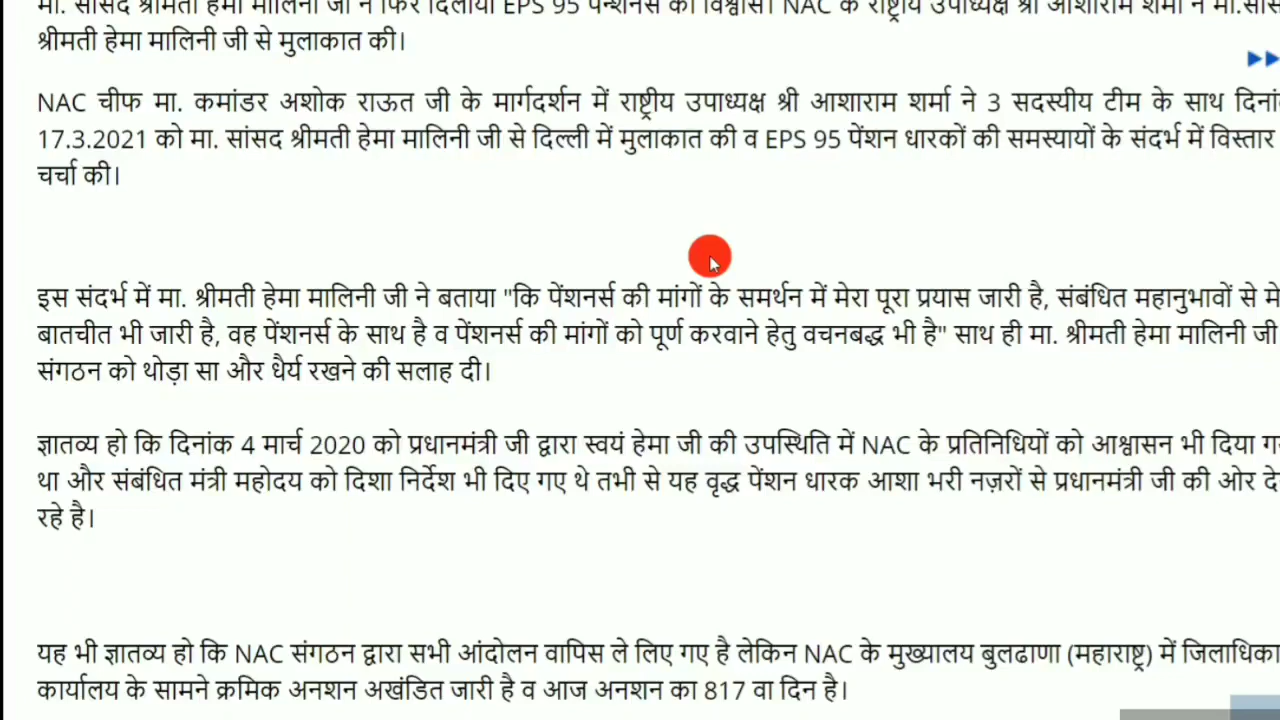 मा. सांसद श्रीमती हेमा मालिनी जी ने फिर दिलाया EPS 95 पेन्शनर्स को विश्वास। NAC के राष्ट्रीय उपाध्यक्ष श्री आशाराम शर्मा ने
श्रीमती हेमा मालिनी जी से मुलाकात की।
NAC चीफ मा. कमांडर अशोक राऊत जी के मार्गदर्शन में राष्ट्रीय उपाध्यक्ष श्री आशाराम शर्मा ने 3 सदस्यीय टीम के साथ
17.3.2021 को मा. सांसद श्रीमती हेमा मालिनी जी से दिल्ली में मुलाकात की व EPS 95 पेंशन धारकों की समस्यायों के संदर्भ में विस्तार
चर्चा की।
इस संदर्भ में मा. श्रीमती हेमा मालिनी जी ने बताया "कि पेंशनर्स की मांगों के समर्थन में मेरा पूरा प्रयास जारी है, संबंधित महानुभावों से
बातचीत भी जारी है, वह पेंशनर्स के साथ है व पेंशनर्स की मांगों को पूर्ण करवाने हेतु वचनबद्ध भी है" साथ ही मा. श्रीमती हेमा मालिनी जी
संगठन को थोड़ा सा और धैर्य रखने की सलाह दी।
ज्ञातव्य हो कि दिनांक 4 मार्च 2020 को प्रधानमंत्री जी द्वारा स्वयं हेमा जी की उपस्थिति में NAC के प्रतिनिधियों को आश्वासन भी दिया
था और संबंधित मंत्री महोदय को दिशा निर्देश भी दिए गए थे तभी से यह वृद्ध पेंशन धारक आशा भरी नज़रों से प्रधानमंत्री जी की ओर
रहे है।
यह भी ज्ञातव्य हो कि NAC संगठन द्वारा सभी आंदोलन वापिस ले लिए गए है लेकिन NAC के मुख्यालय बुलढाणा (महाराष्ट्र) में
कार्यालय के सामने क्रमिक अनशन अखंडित जारी है व आज अनशन का 817 वा दिन है।